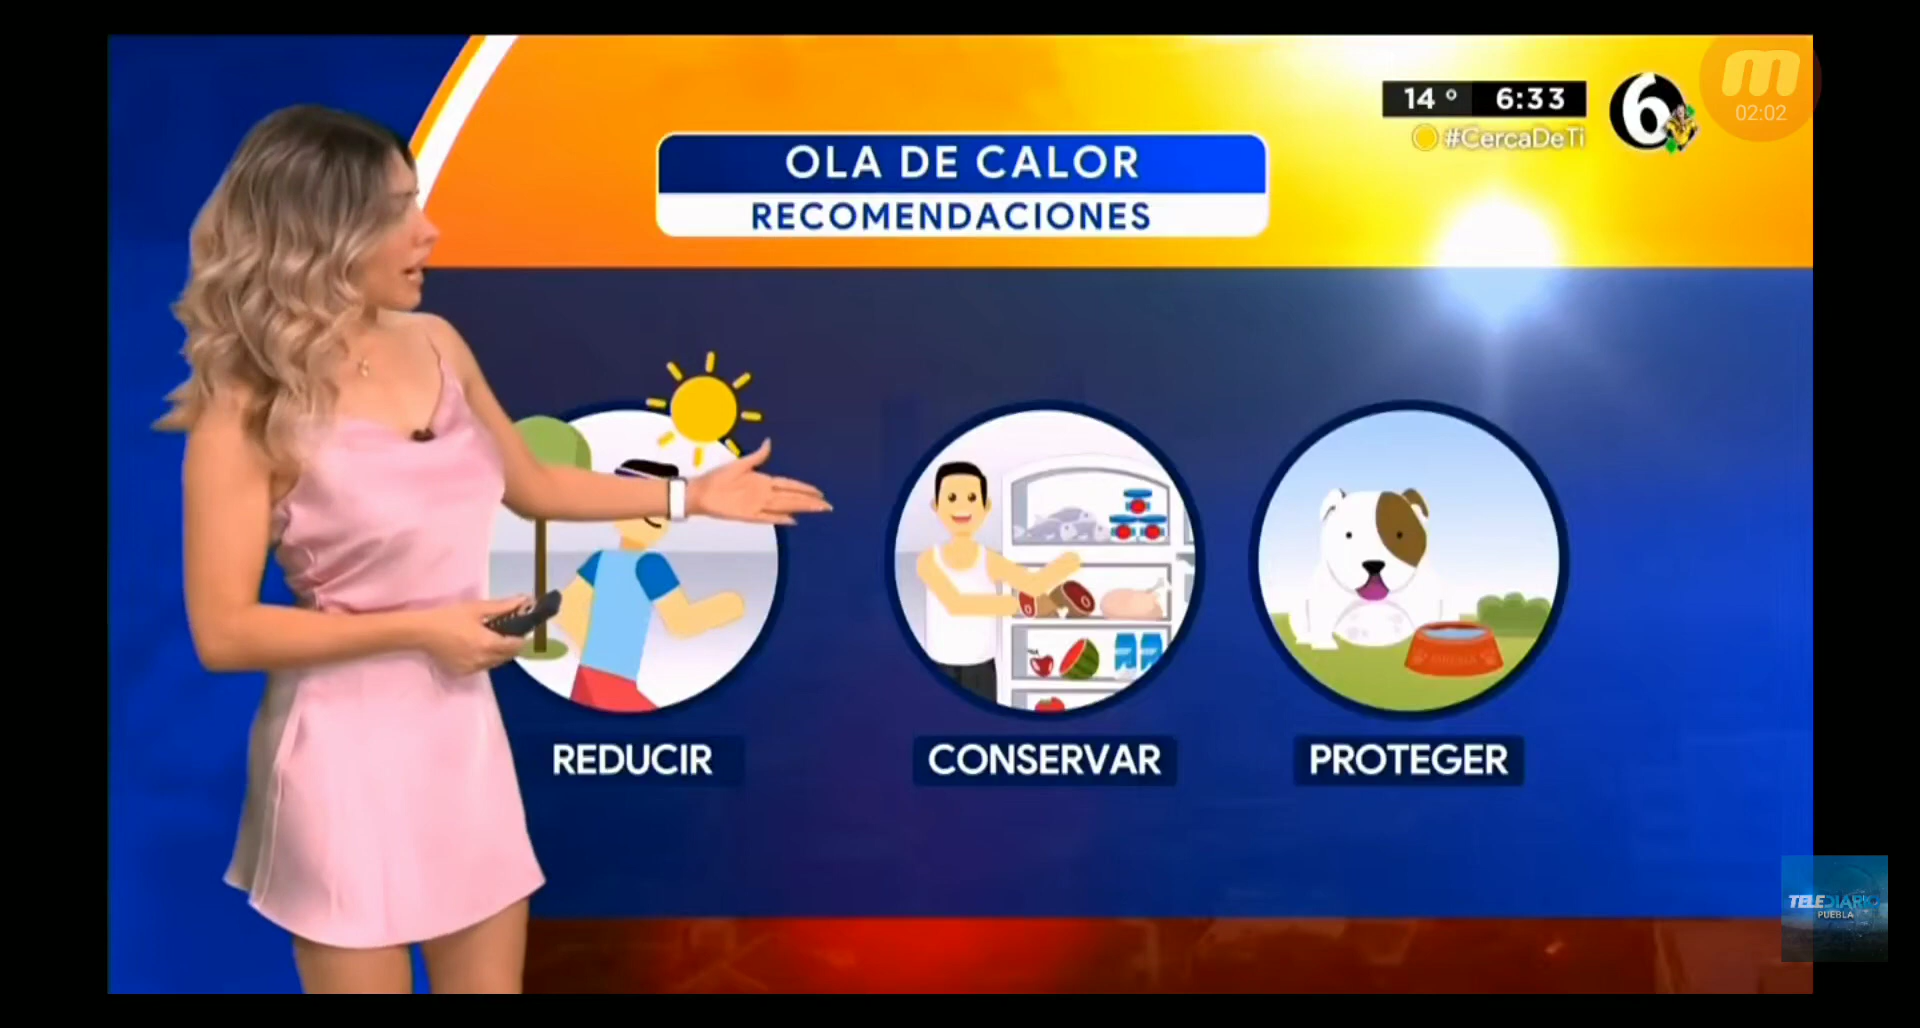 14 ° 6:33
#CercaDeTi
6
02:02
OLA DE CALOR
RECOMENDACIONES
REDUCIR
CONSERVAR
PROTEGER
TELEDIARIO
PUEBLA